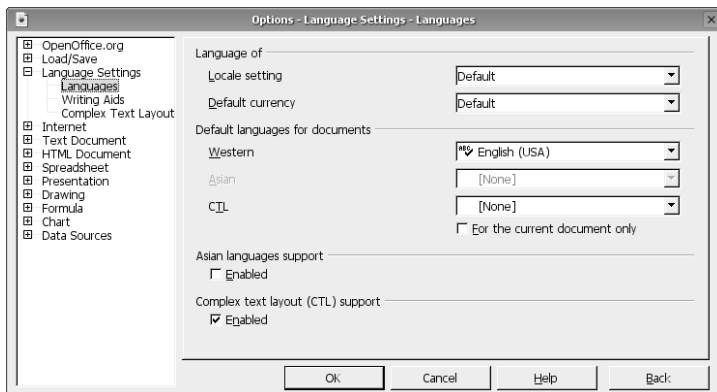 Options - Language Settings - Languages
OpenOffice.org
Load/Save
Language Settings
Languages
Writing Aids
Complex Text Layout
Internet
Text Document
HTML Document
Spreadsheet
Presentation
Drawing
Formula
Chart
Data Sources
Language of
Locale setting Default
Default currency Default
Default languages for documents
Western English (USA)
Asian [None]
CTL [None]
For the current document only
Asian languages support
Enabled
Complex text layout (CTL) support
Enabled
OK Cancel Help Back